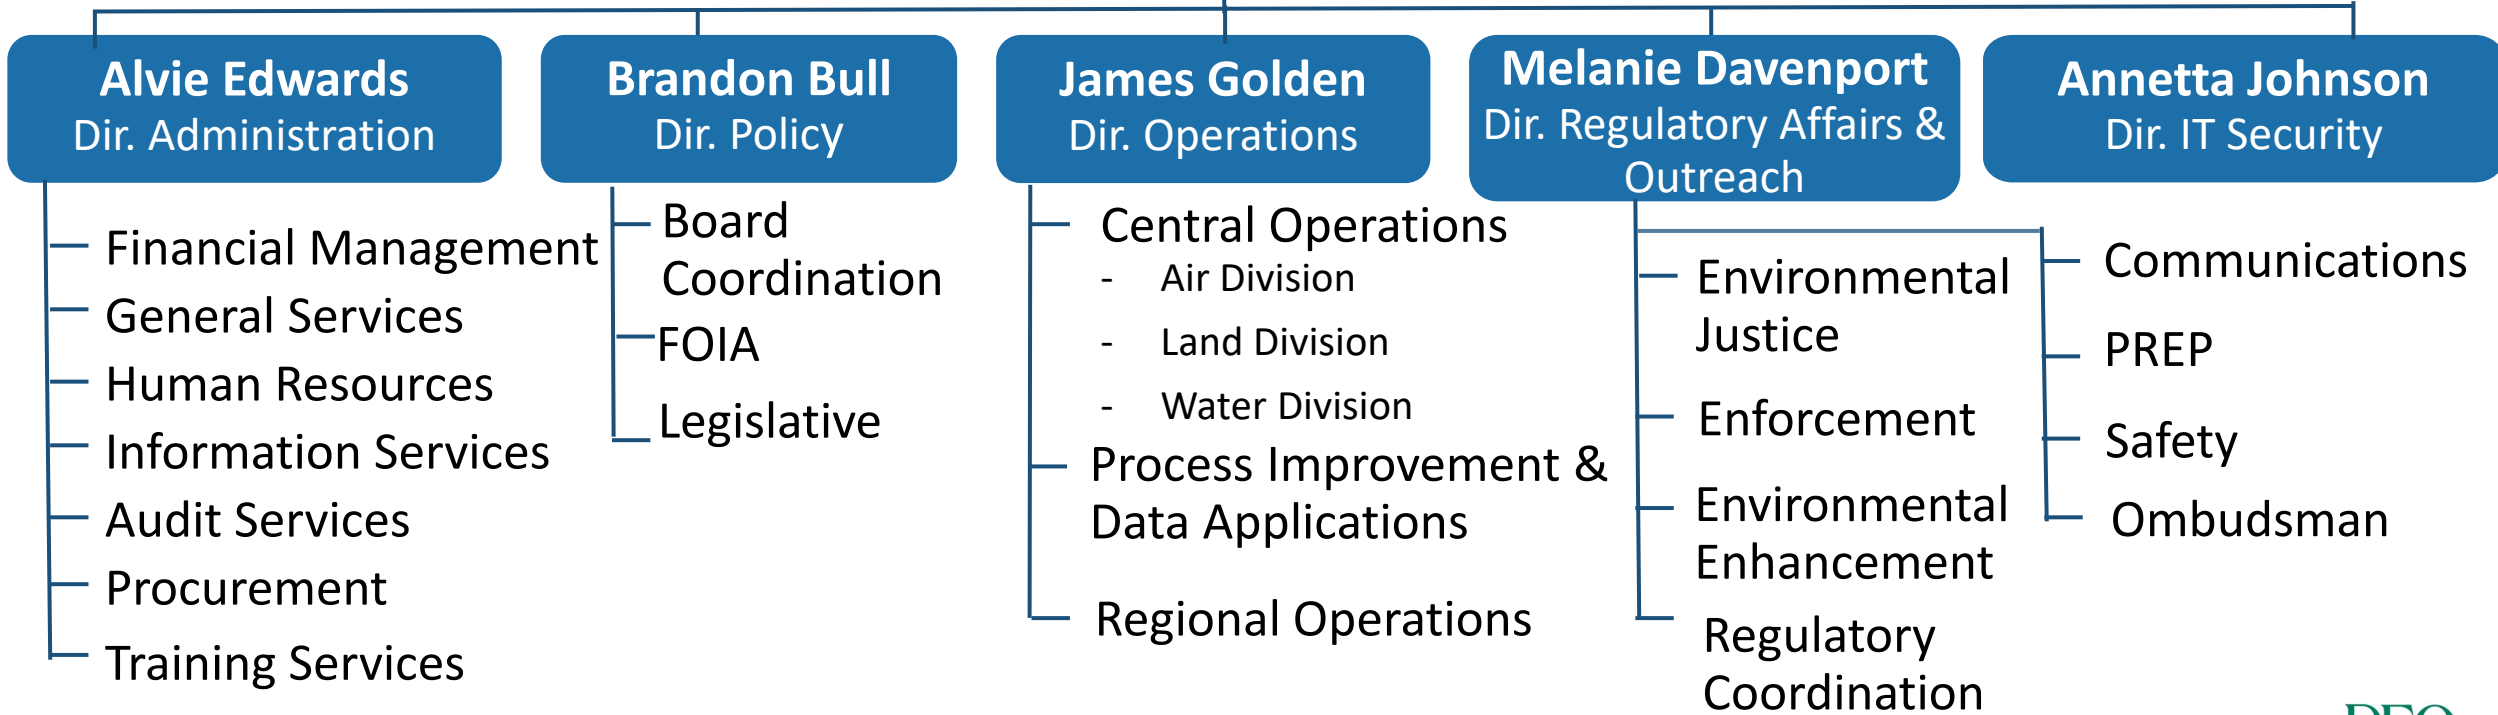 Alvie Edwards
Dir. Administration
Financial Management
General Services
Human Resources
Information Services
Audit Services
Procurement
Training Services
Brandon Bull
Dir. Policy
Board
Coordination
FOIA
Legislative
James Golden
Dir. Operations
Central Operations
- Air Division
- Land Division
- Water Division
Process Improvement &
Data Applications
Regional Operations
Melanie Davenport
Dir. Regulatory Affairs &
Outreach
Environmental
Justice
Enforcement
Environmental
Enhancement
Regulatory
Coordination
Communications
PREP
Safety
Ombudsman
Annetta Johnson
Dir. IT Security